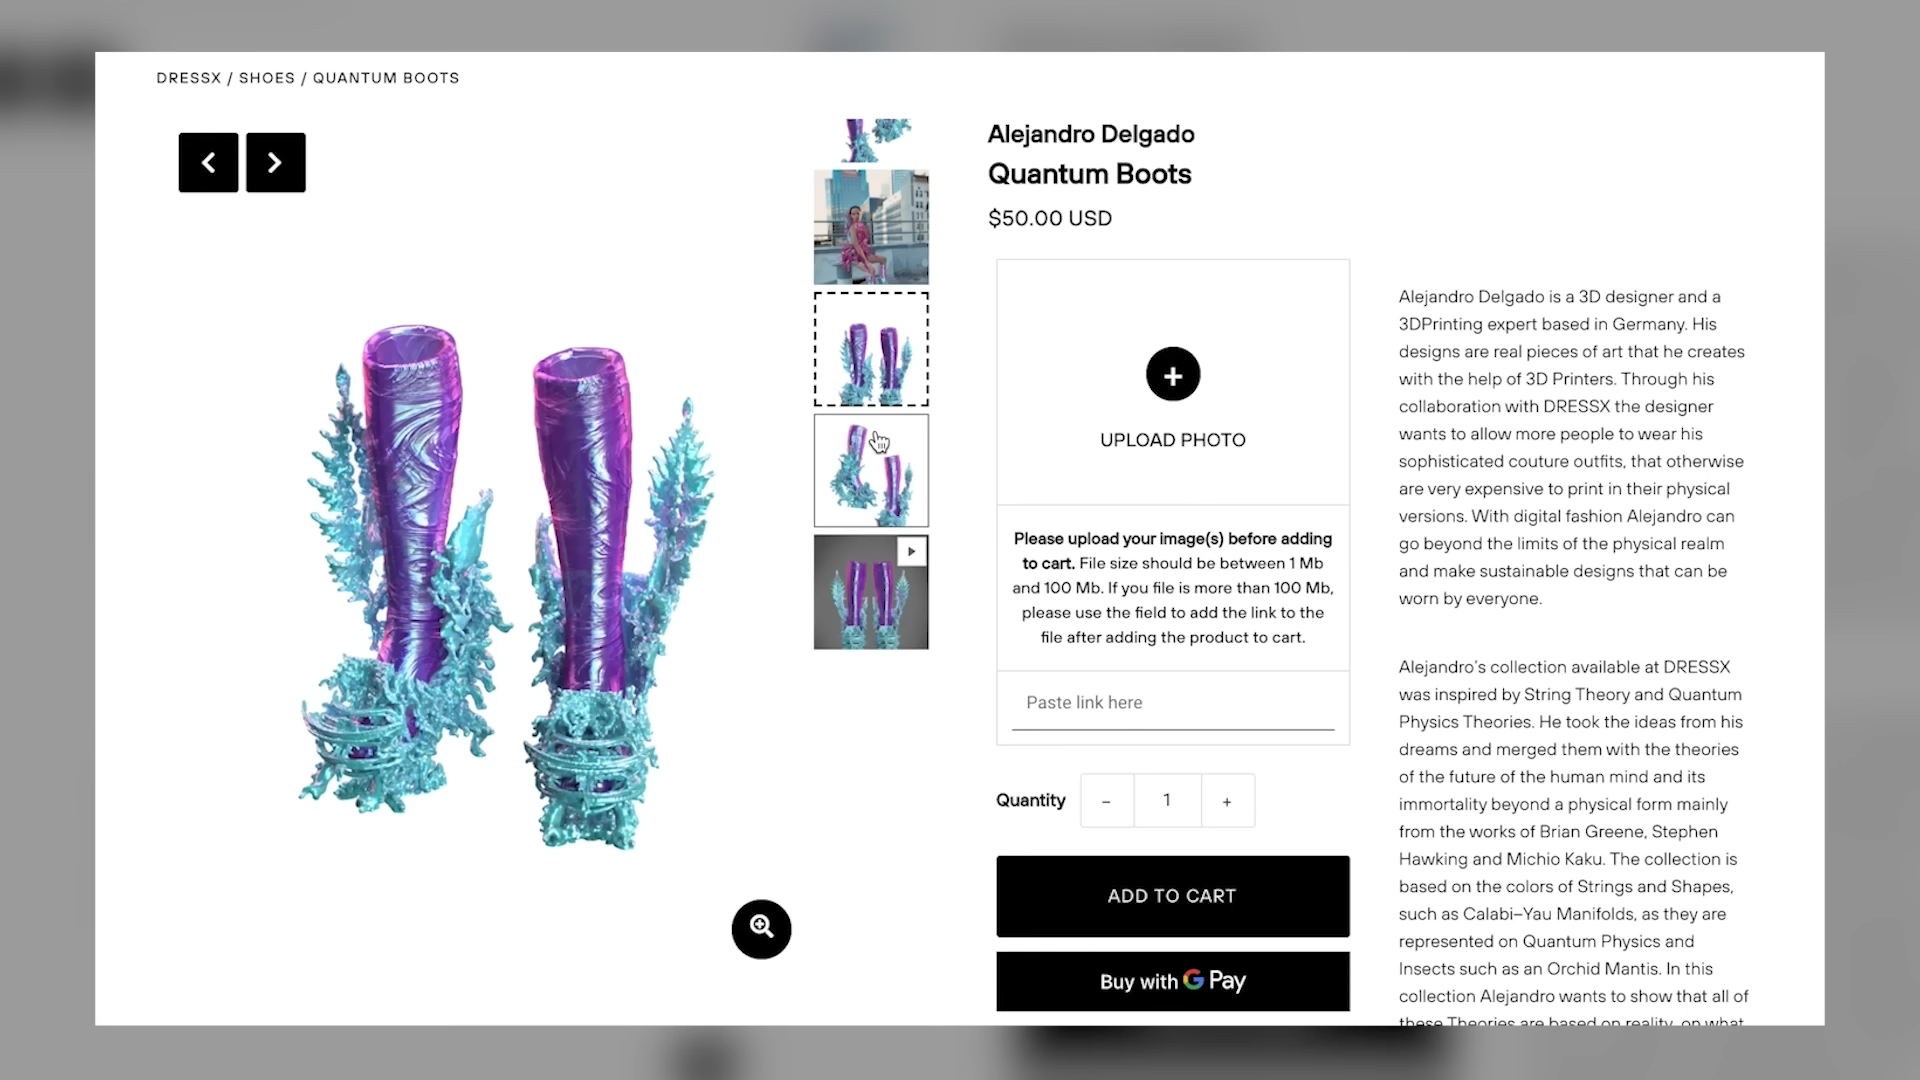 DRESSX / SHOES / QUANTUM BOOTS
Alejandro Delgado
Quantum Boots
$50.00 USD
UPLOAD PHOTO
Please upload your image(s) before adding
to cart. File size should be between 1 Mb
and 100 Mb. If you file is more than 100 Mb,
please use the field to add the link to the
file after adding the product to cart.
Paste link here
Quantity
− 1 +
ADD TO CART
Buy with G Pay
Alejandro Delgado is a 3D designer and a
3DPrinting expert based in Germany. His
designs are real pieces of art that he creates
with the help of 3D Printers. Through his
collaboration with DRESSX the designer
wants to allow more people to wear his
sophisticated couture outfits, that otherwise
are very expensive to print in their physical
versions. With digital fashion Alejandro can
go beyond the limits of the physical realm
and make sustainable designs that can be
worn by everyone.
Alejandro's collection available at DRESSX
was inspired by String Theory and Quantum
Physics Theories. He took the ideas from his
dreams and merged them with the theories
of the future of the human mind and its
immortality beyond a physical form mainly
from the works of Brian Greene, Stephen
Hawking and Michio Kaku. The collection is
based on the colors of Strings and Shapes,
such as Calabi–Yau Manifolds, as they are
represented on Quantum Physics and
Insects such as an Orchid Mantis. In this
collection Alejandro wants to show that all of
these Theories are based on reality, on what